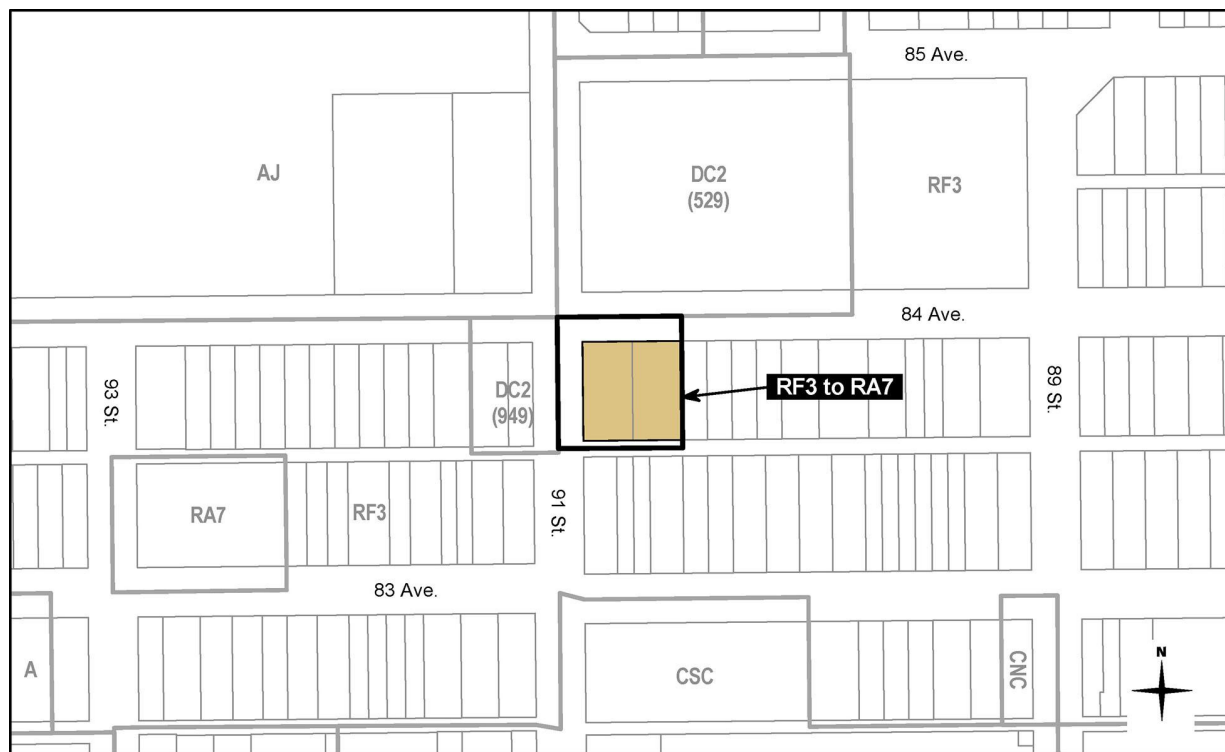 85 Ave.
AJ
DC2
(529)
RF3
84 Ave.
93 St.
DC2
(949)
RF3 to RA7
89 St.
RA7
RF3
91 St.
83 Ave.
A
CSC
CNC
N